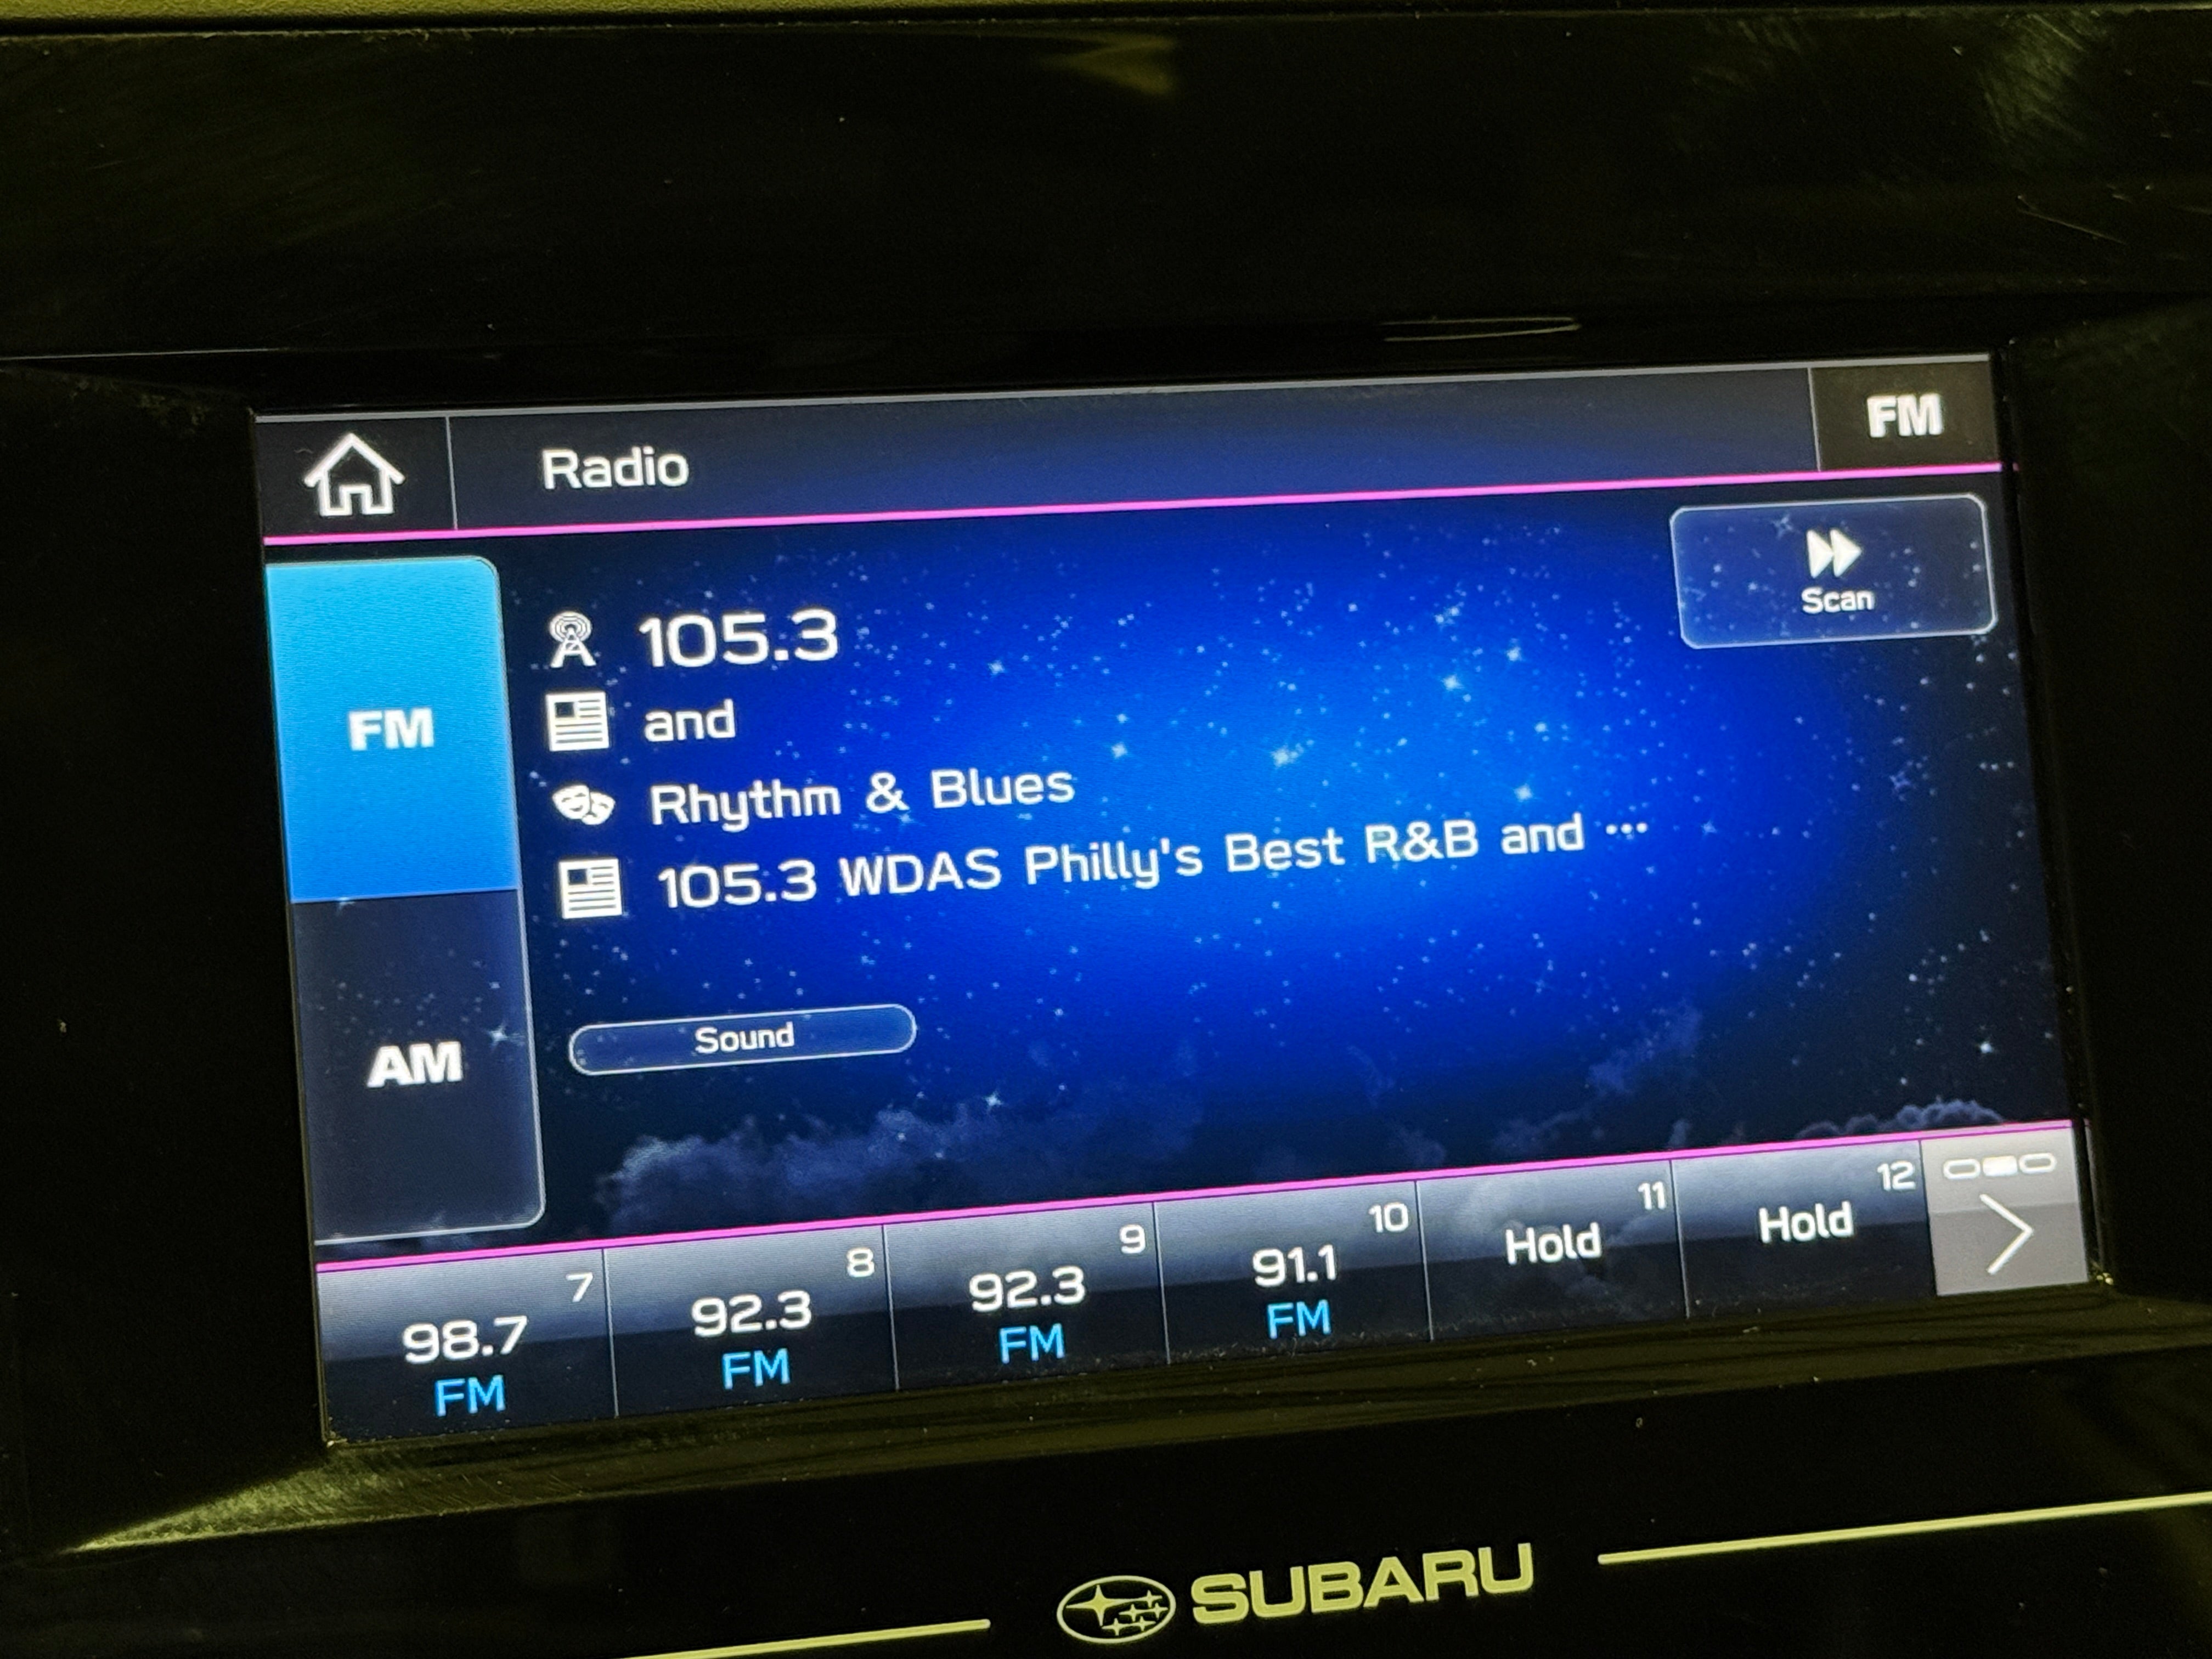 Radio
FM
Scan
105.3
and
FM
Rhythm & Blues
105.3 WDAS Philly's Best R&B and ...
AM
Sound
7
98.7
FM
8
92.3
FM
9
92.3
FM
10
91.1
FM
11
Hold
12
Hold
SUBARU